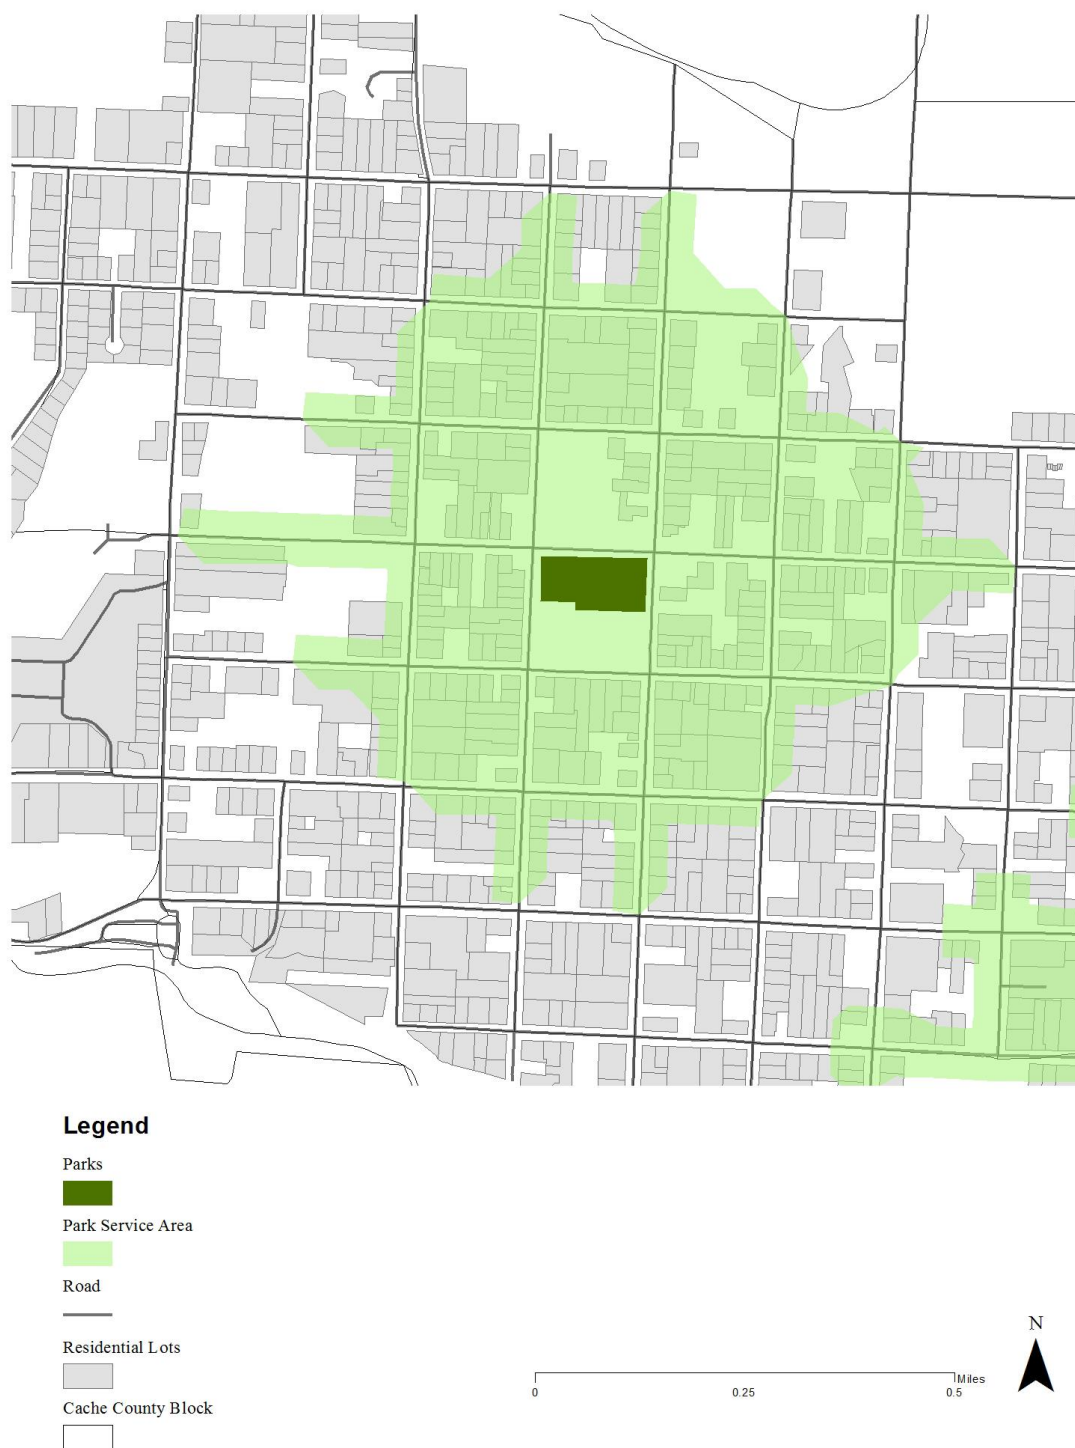 Legend
Parks
Park Service Area
Road
Residential Lots
Cache County Block
N
Miles
0 0.25 0.5